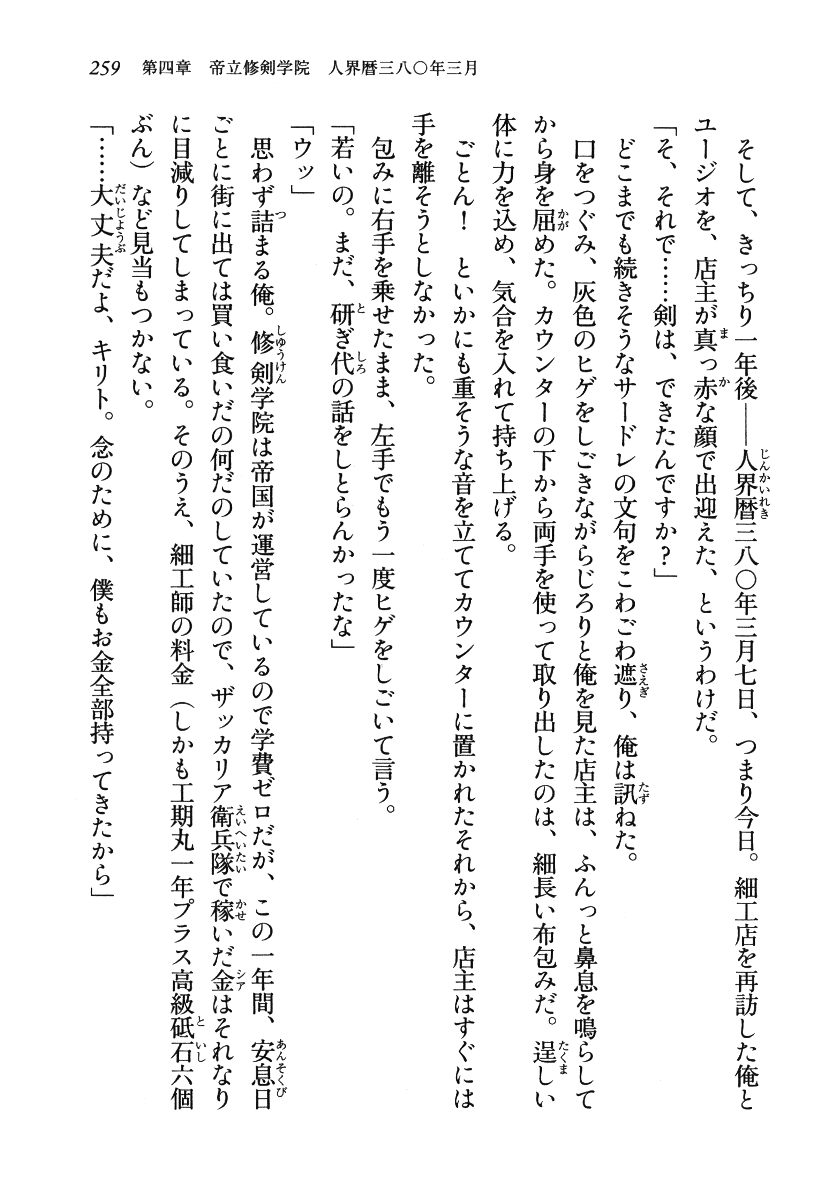 259 第四章 帝立修剣学院 人界暦三八〇年三月
そして、きっちり一年後――人界暦三八〇年三月七日、つまり今日。細工店を再訪した俺と
ユージオを、店主が真っ赤な顔で出迎えた、というわけだ。
「そ、それで……剣は、できたんですか？」
どこまでも続きそうなサードレの文句をこわごわ遮り、俺は訊ねた。
口をつぐみ、灰色のヒゲをしごきながらじろりと俺を見た店主は、ふんっと鼻息を鳴らして
から身を屈めた。カウンターの下から両手を使って取り出したのは、細長い布包みだ。逞しい
体に力を込め、気合を入れて持ち上げる。
ごとん！　といかにも重そうな音を立ててカウンターに置かれたそれから、店主はすぐには
手を離そうとしなかった。
包みに右手を乗せたまま、左手でもう一度ヒゲをしごいて言う。
「若いの。まだ、研ぎ代の話をしとらんかったな」
「ウッ」
思わず詰まる俺。修剣学院は帝国が運営しているので学費ゼロだが、この一年間、安息日
ごとに街に出ては買い食いだの何だのしていたので、ザッカリア衛兵隊で稼いだ金はそれなり
に目減りしてしまっている。そのうえ、細工師の料金（しかも工期丸一年プラス高級砥石六個
ぶん）など見当もつかない。
「……大丈夫だよ、キリト。念のために、僕もお金全部持ってきたから」